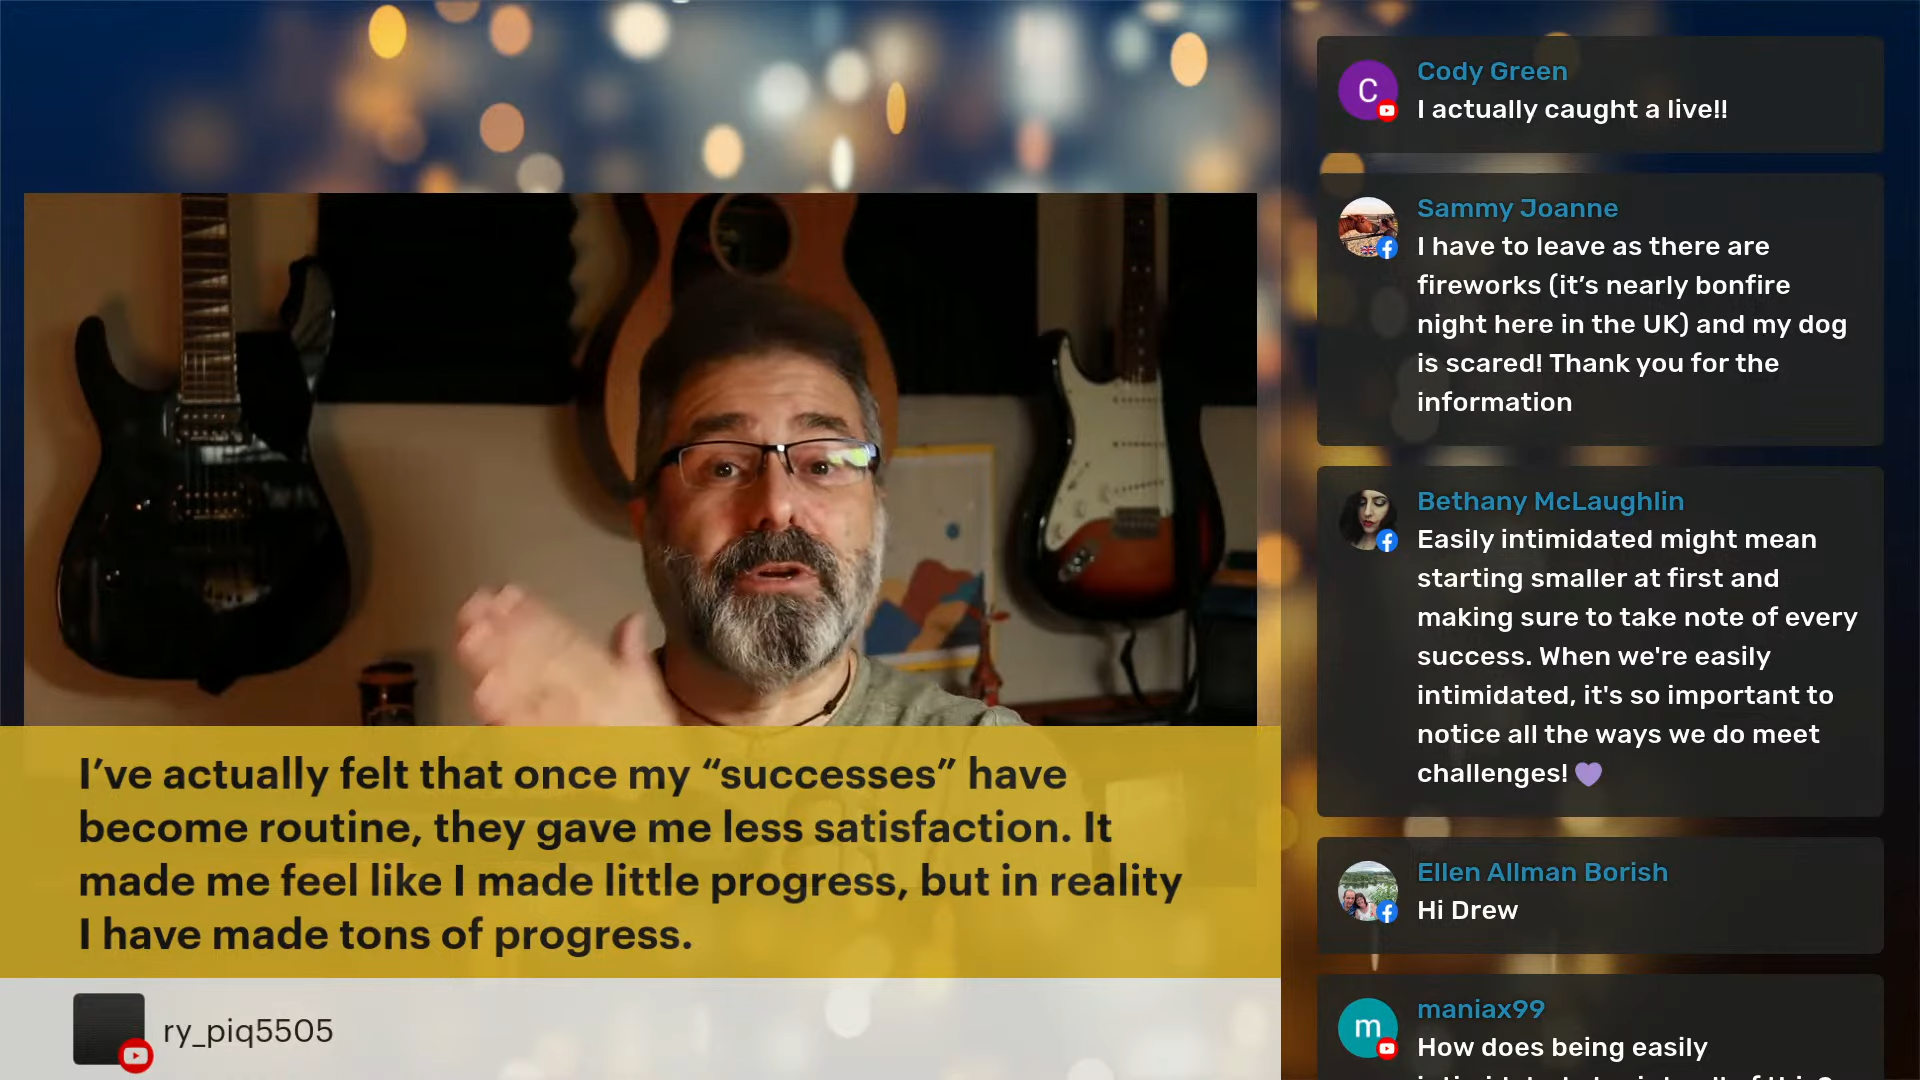 I've actually felt that once my “successes” have
become routine, they gave me less satisfaction. It
made me feel like I made little progress, but in reality
I have made tons of progress.
ry_piq5505
C
Cody Green
I actually caught a live!!
Sammy Joanne
I have to leave as there are
fireworks (it’s nearly bonfire
night here in the UK) and my dog
is scared! Thank you for the
information
Bethany McLaughlin
Easily intimidated might mean
starting smaller at first and
making sure to take note of every
success. When we're easily
intimidated, it's so important to
notice all the ways we do meet
challenges! 💜
Ellen Allman Borish
Hi Drew
m
maniax99
How does being easily